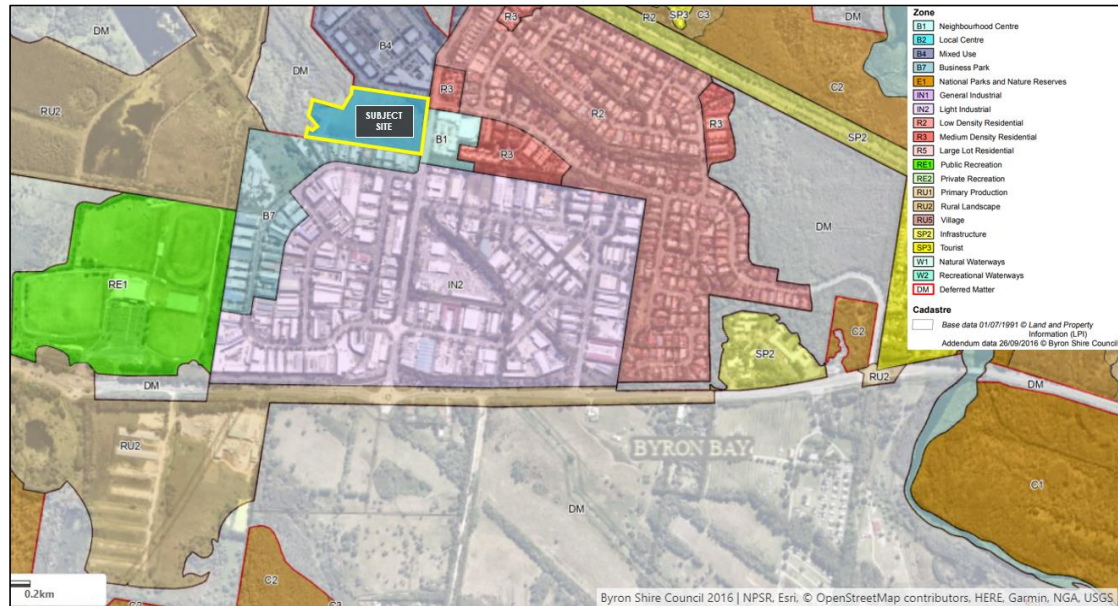 DM
R3
R2
SP3
C3
DM
B4
C2
DM
RU2
R3
SUBJECT
SITE
R2
R3
SP2
B1
R3
B7
DM
RE1
IN2
SP2
C2
DM
RU2
DM
RU2
BYRON BAY
C1
DM
C2
C3
0.2km
Zone
B1 Neighbourhood Centre
B2 Local Centre
B4 Mixed Use
B7 Business Park
E1 National Parks and Nature Reserves
IN1 General Industrial
IN2 Light Industrial
R2 Low Density Residential
R3 Medium Density Residential
R5 Large Lot Residential
RE1 Public Recreation
RE2 Private Recreation
RU1 Primary Production
RU2 Rural Landscape
RU5 Village
SP2 Infrastructure
SP3 Tourist
W1 Natural Waterways
W2 Recreational Waterways
DM Deferred Matter
Cadastre
Base data 01/07/1991 © Land and Property
Information (LPI)
Addendum data 26/09/2016 © Byron Shire Council
Byron Shire Council 2016 | NPSR, Esri, © OpenStreetMap contributors, HERE, Garmin, NGA, USGS